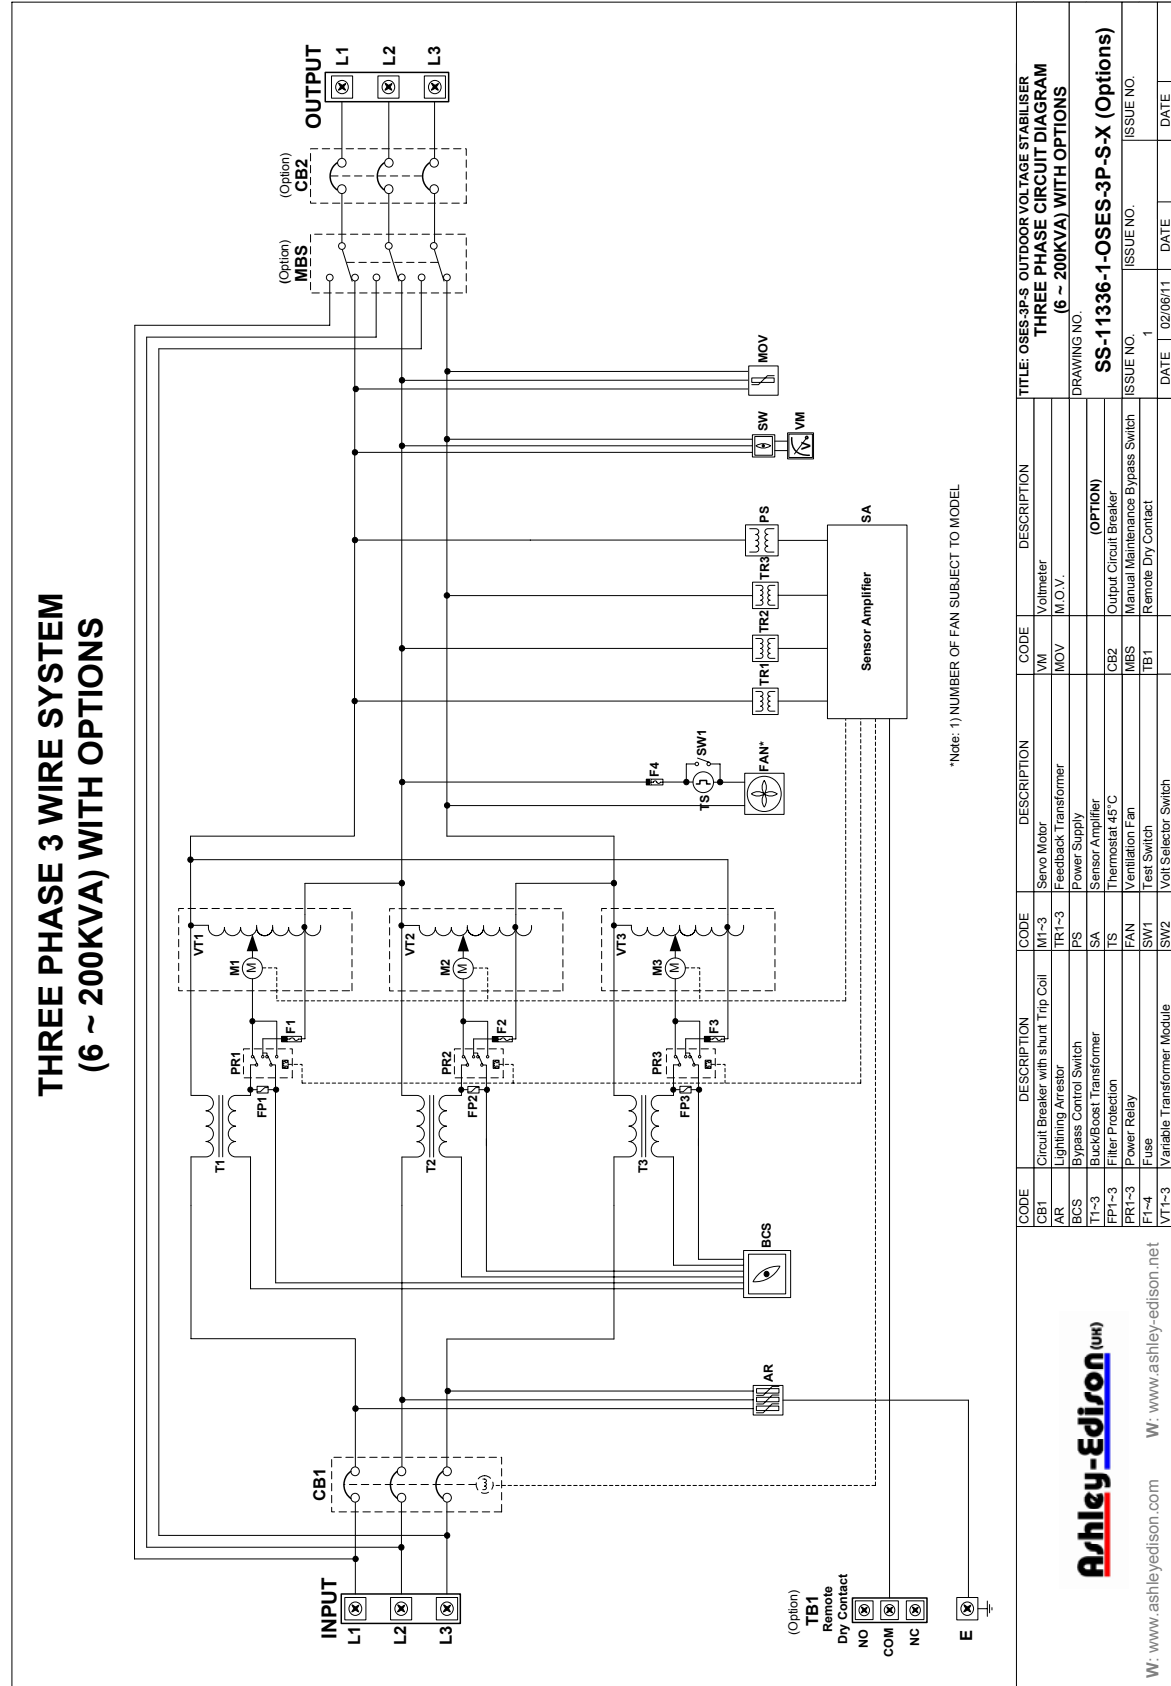 THREE PHASE 3 WIRE SYSTEM
(6 ~ 200KVA) WITH OPTIONS
INPUT
L1
L2
L3
CB1
AR
BCS
T1
T2
T3
FP1
FP2
FP3
PR1
PR2
PR3
F1
F2
F3
M1
M
M2
M
M3
M
VT1
VT2
VT3
F4
TS
SW1
FAN*
TR1
TR2
TR3
PS
Sensor Amplifier
SA
SW
V
VM
MOV
(Option)
MBS
(Option)
CB2
OUTPUT
L1
L2
L3
(Option)
TB1
Remote
Dry Contact
NO
COM
NC
E
*Note: 1) NUMBER OF FAN SUBJECT TO MODEL
Ashley-Edison (UK)
W: www.ashleyedison.com W: www.ashley-edison.net
CODE DESCRIPTION
CB1 Circuit Breaker with shunt Trip Coil
AR Lightining Arrestor
BCS Bypass Control Switch
T1~3 Buck/Boost Transformer
FP1~3 Filter Protection
PR1~3 Power Relay
F1~4 Fuse
VT1~3 Variable Transformer Module
CODE DESCRIPTION
M1~3 Servo Motor
TR1~3 Feedback Transformer
PS Power Supply
SA Sensor Amplifier
TS Thermostat 45°C
FAN Ventilation Fan
SW1 Test Switch
SW2 Volt Selector Switch
CODE DESCRIPTION
VM Voltmeter
MOV M.O.V.
(OPTION)
CB2 Output Circuit Breaker
MBS Manual Maintenance Bypass Switch
TB1 Remote Dry Contact
TITLE: OSES-3P-S OUTDOOR VOLTAGE STABILISER
THREE PHASE CIRCUIT DIAGRAM
(6 ~ 200KVA) WITH OPTIONS
DRAWING NO.
SS-11336-1-OSES-3P-S-X (Options)
ISSUE NO. 1 ISSUE NO. ISSUE NO.
DATE 02/06/11 DATE DATE